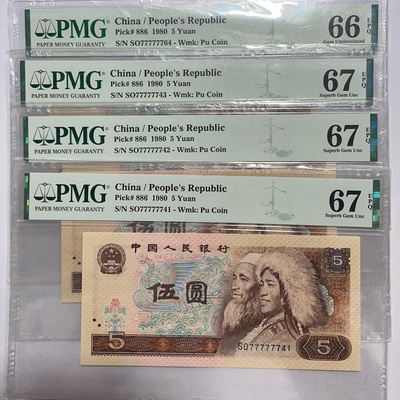 PMG
PAPER MONEY GUARANTY
China / People's Republic
Pick# 886 1980 5 Yuan
S/N SO77777764 - Wmk: Pu Coin
66 EPQ
Gem Uncirculated
PMG
PAPER MONEY GUARANTY
China / People's Republic
Pick# 886 1980 5 Yuan
S/N SO77777743 - Wmk: Pu Coin
67 EPQ
Superb Gem Unc
PMG
PAPER MONEY GUARANTY
China / People's Republic
Pick# 886 1980 5 Yuan
S/N SO77777742 - Wmk: Pu Coin
67 EPQ
Superb Gem Unc
PMG
PAPER MONEY GUARANTY
China / People's Republic
Pick# 886 1980 5 Yuan
S/N SO77777741 - Wmk: Pu Coin
67 EPQ
Superb Gem Unc
中国人民银行
5
伍圆
5
SO77777741
5